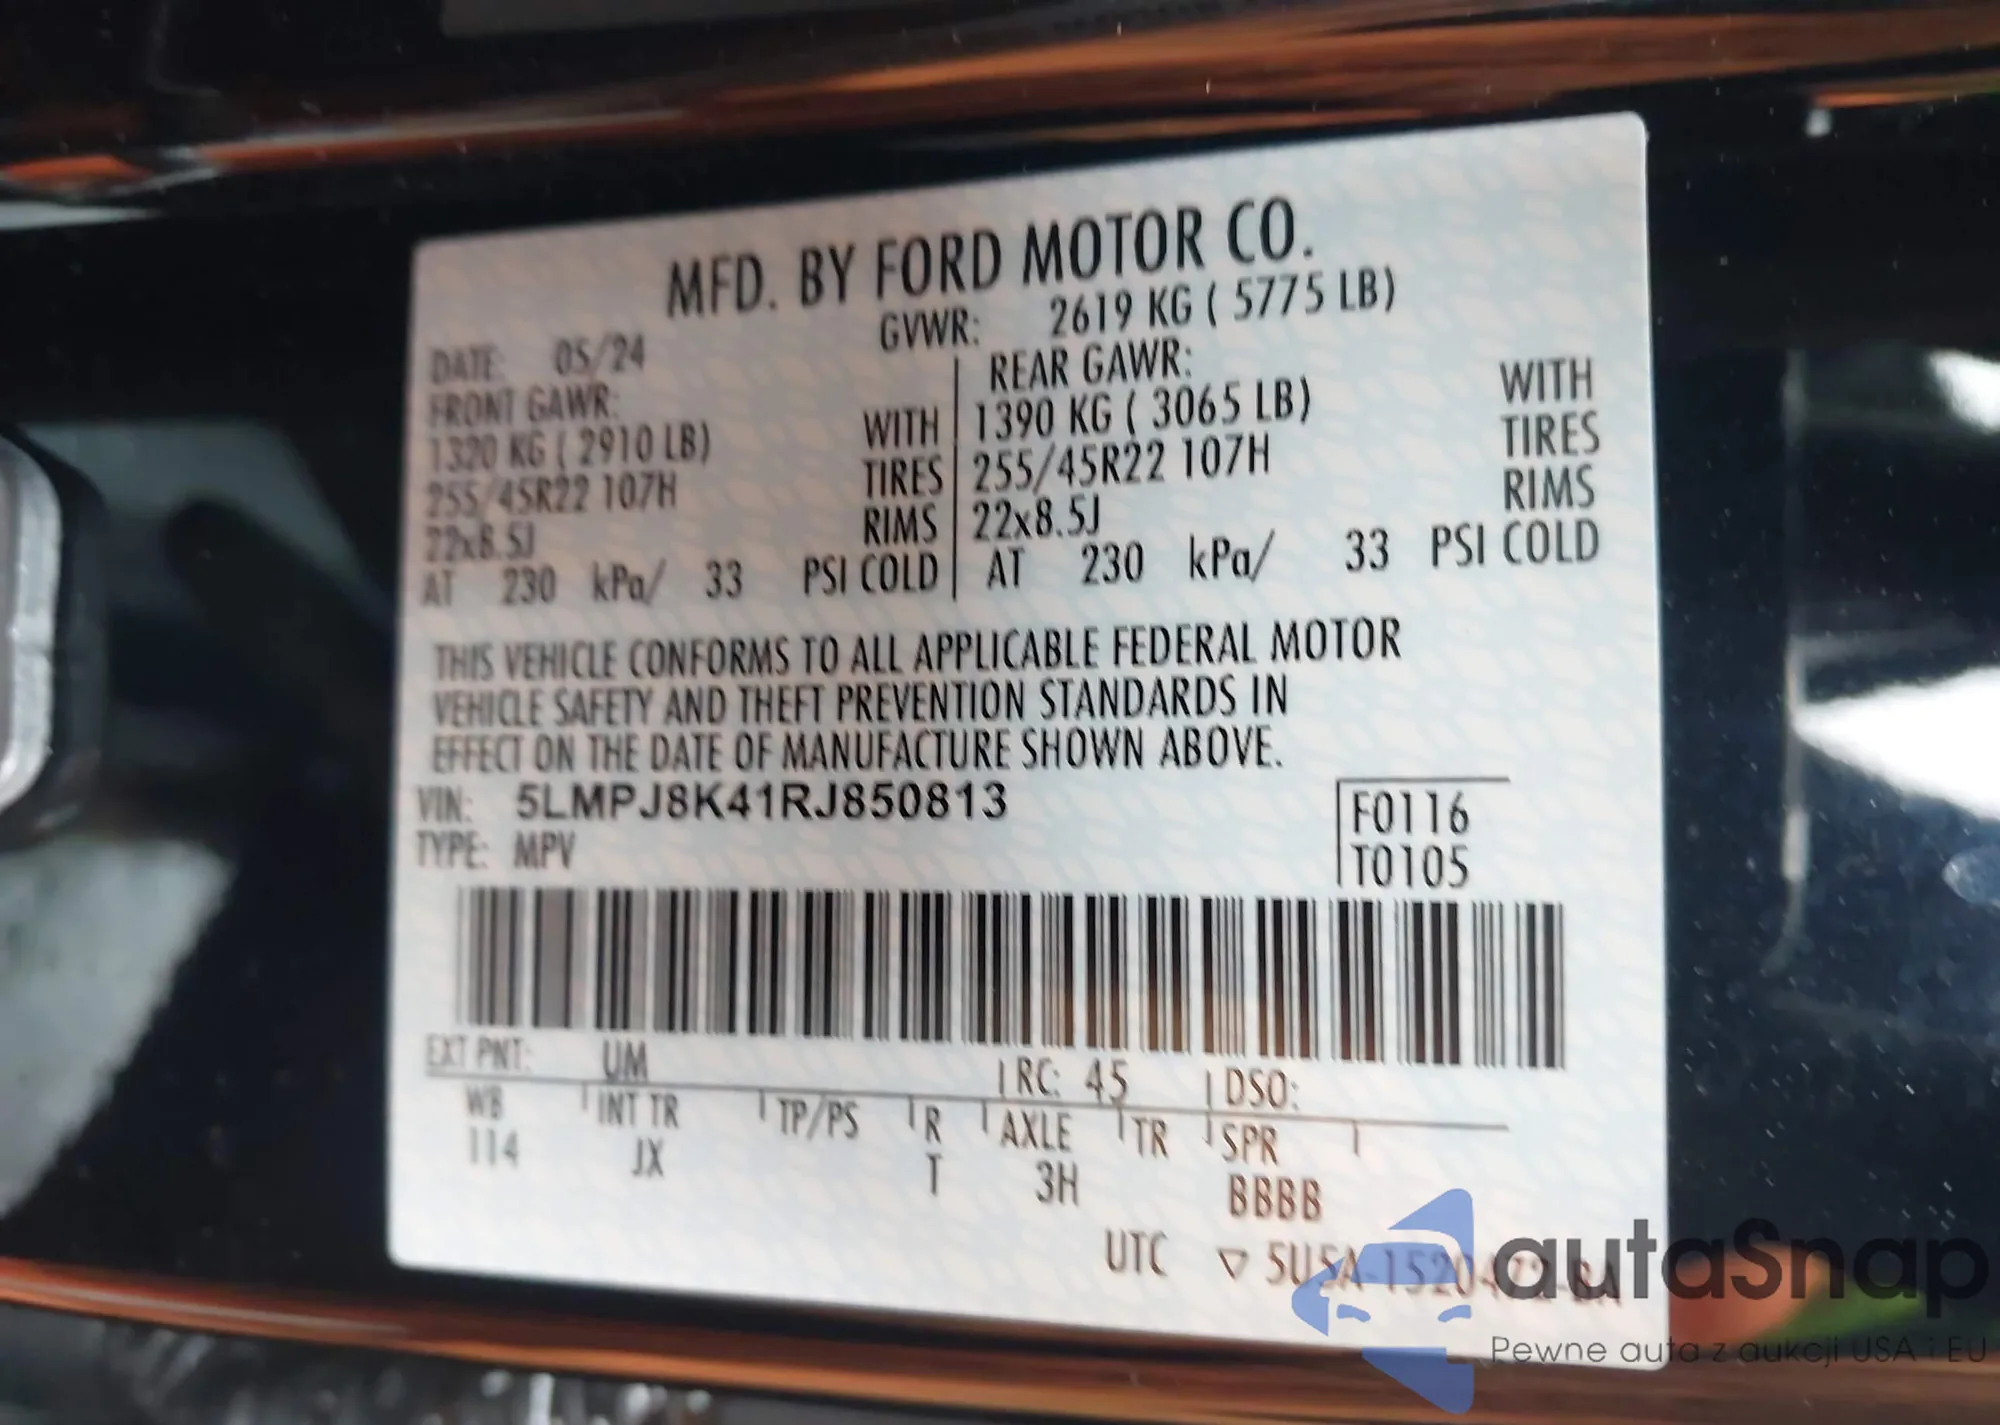 MFD. BY FORD MOTOR CO.
DATE: 05/24 GVWR: 2619 KG ( 5775 LB)
FRONT GAWR: REAR GAWR:
1320 KG ( 2910 LB) WITH 1390 KG ( 3065 LB) WITH
255/45R22 107H TIRES 255/45R22 107H TIRES
22x8.5J RIMS 22x8.5J RIMS
AT 230 kPa/ 33 PSI COLD AT 230 kPa/ 33 PSI COLD
THIS VEHICLE CONFORMS TO ALL APPLICABLE FEDERAL MOTOR
VEHICLE SAFETY AND THEFT PREVENTION STANDARDS IN
EFFECT ON THE DATE OF MANUFACTURE SHOWN ABOVE.
VIN: 5LMPJ8K41RJ850813 F0116
TYPE: MPV T0105
EXT PNT: UM RC: 45 DSO:
WB INT TR TP/PS R AXLE TR SPR
114 JX T 3H BBBB
UTC ▽ 5U5A-1520472-BA
autaSnap
Pewne auta z aukcji USA i EU